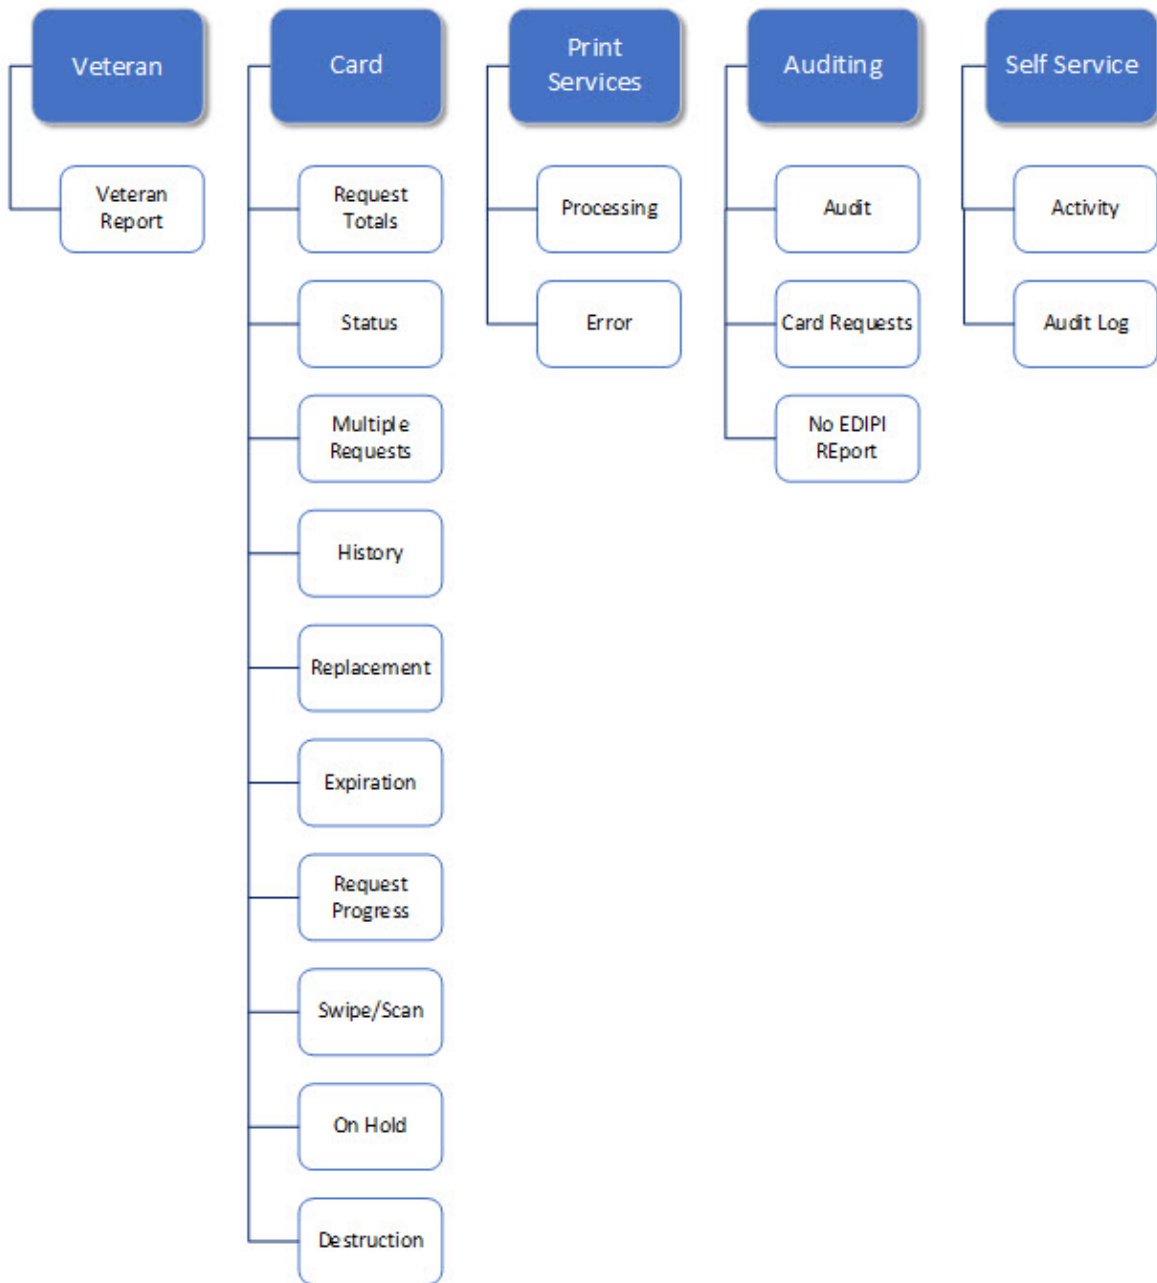 Veteran
Veteran
Report
Card
Request
Totals
Status
Multiple
Requests
History
Replacement
Expiration
Request
Progress
Swipe/Scan
On Hold
Destruction
Print
Services
Processing
Error
Auditing
Audit
Card Requests
No EDIPI
REport
Self Service
Activity
Audit Log